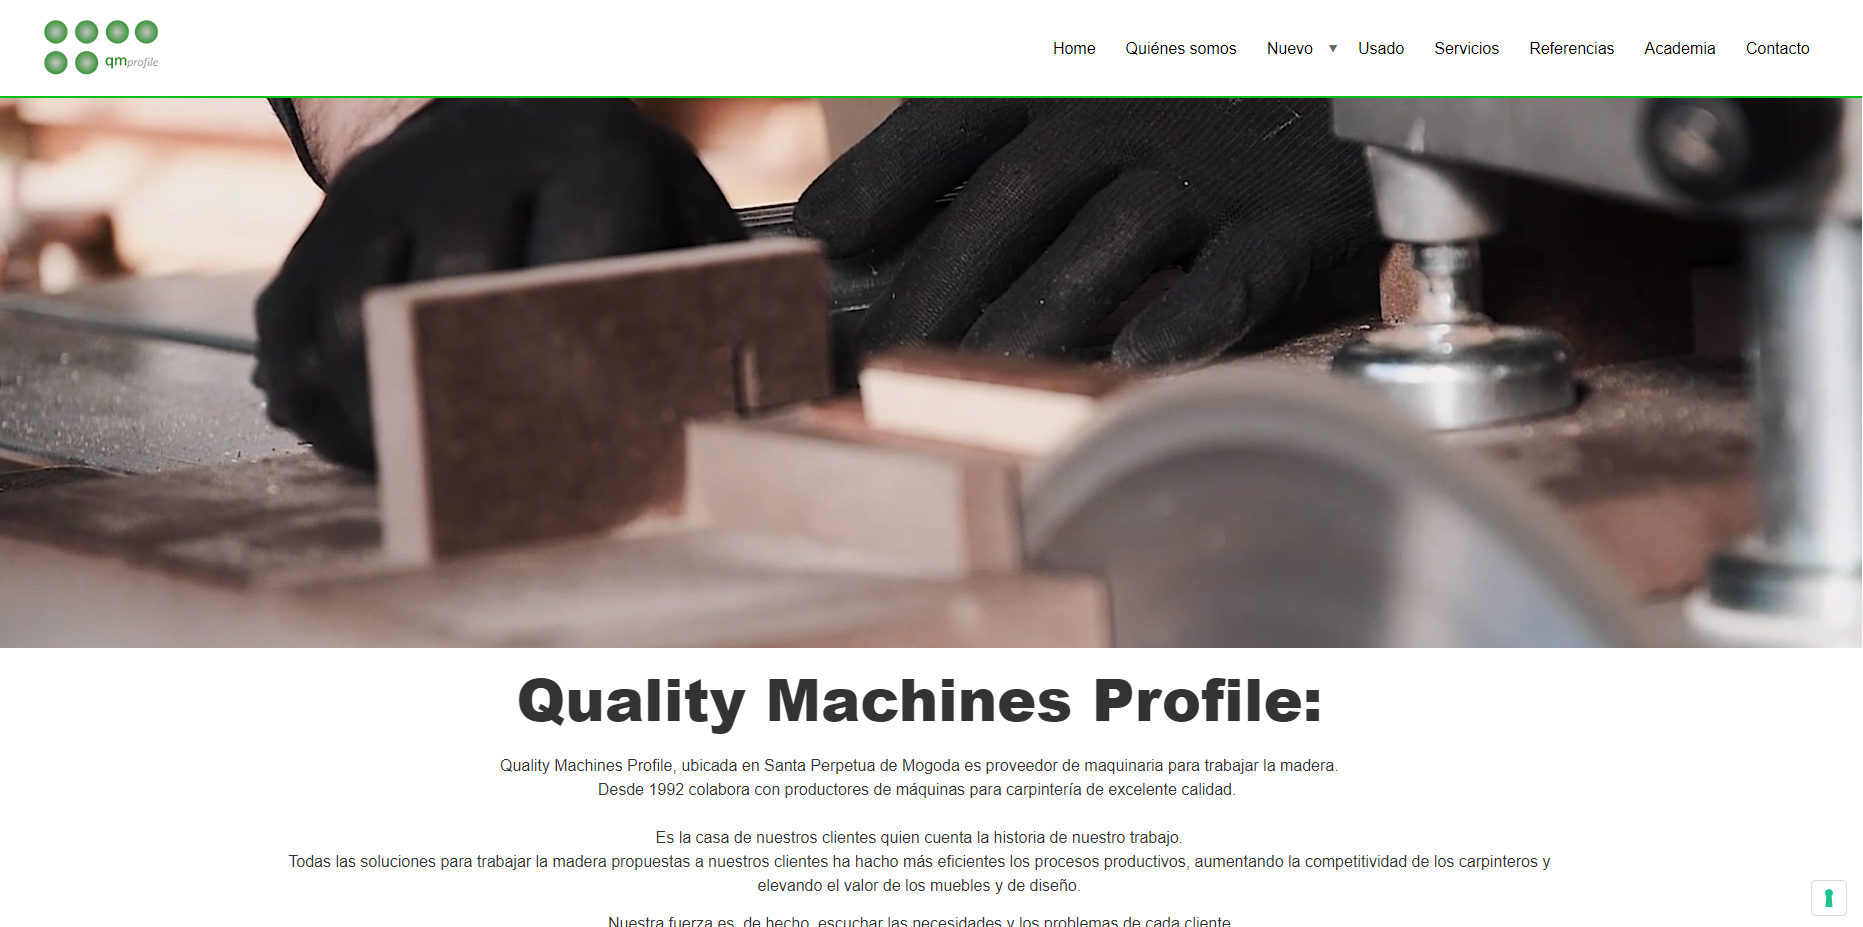 qmprofile
Home Quiénes somos Nuevo ▼ Usado Servicios Referencias Academia Contacto
Quality Machines Profile:
Quality Machines Profile, ubicada en Santa Perpetua de Mogoda es proveedor de maquinaria para trabajar la madera.
Desde 1992 colabora con productores de máquinas para carpintería de excelente calidad.
Es la casa de nuestros clientes quien cuenta la historia de nuestro trabajo.
Todas las soluciones para trabajar la madera propuestas a nuestros clientes ha hacho más eficientes los procesos productivos, aumentando la competitividad de los carpinteros y
elevando el valor de los muebles y de diseño.
Nuestra fuerza es, de hecho, escuchar las necesidades y los problemas de cada cliente